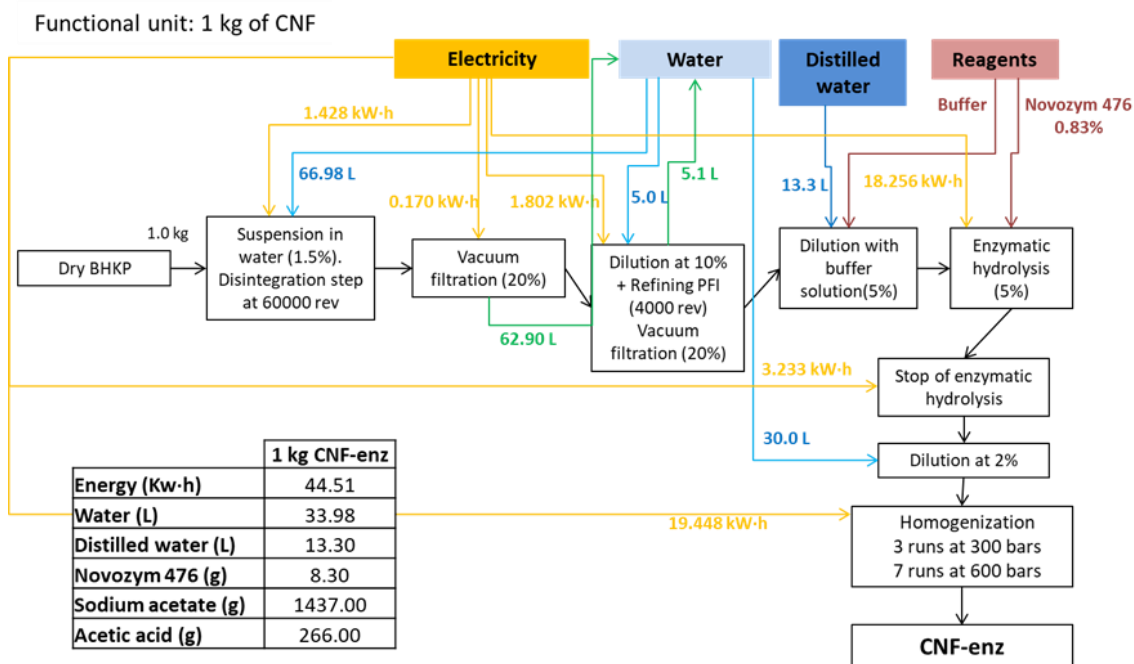 Functional unit: 1 kg of CNF
Electricity
Water
Distilled
water
Reagents
Buffer
Novozym 476
0.83%
1.428 kW·h
66.98 L
0.170 kW·h
1.802 kW·h
5.0 L
5.1 L
13.3 L
18.256 kW·h
1.0 kg
Dry BHKP
Suspension in
water (1.5%).
Disintegration step
at 60000 rev
Vacuum
filtration (20%)
62.90 L
Dilution at 10%
+ Refining PFI
(4000 rev)
Vacuum
filtration (20%)
Dilution with
buffer
solution(5%)
Enzymatic
hydrolysis
(5%)
3.233 kW·h
Stop of enzymatic
hydrolysis
30.0 L
Dilution at 2%
19.448 kW·h
Homogenization
3 runs at 300 bars
7 runs at 600 bars
CNF-enz
1 kg CNF-enz
Energy (Kw·h) 44.51
Water (L) 33.98
Distilled water (L) 13.30
Novozym 476 (g) 8.30
Sodium acetate (g) 1437.00
Acetic acid (g) 266.00